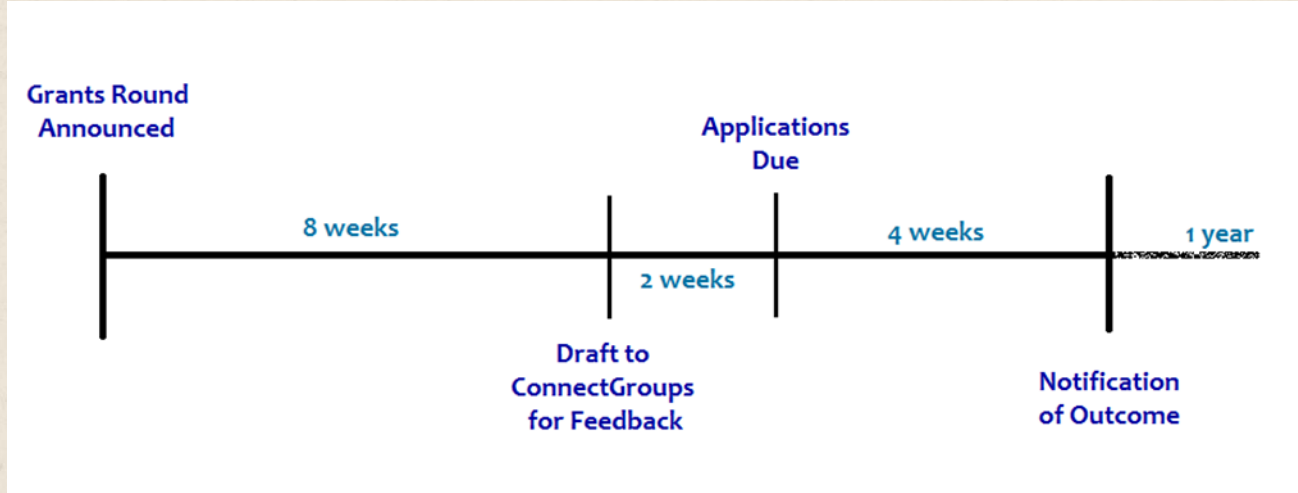 Grants Round
Announced
Applications
Due
8 weeks
4 weeks
1 year
2 weeks
Draft to
ConnectGroups
for Feedback
Notification
of Outcome